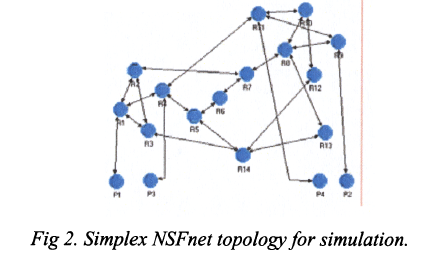 R11
R10
R9
R8
R2
R7
R12
R4
R6
R1
R5
R3
R13
R14
P1
P3
P4
P2
Fig 2. Simplex NSFnet topology for simulation.